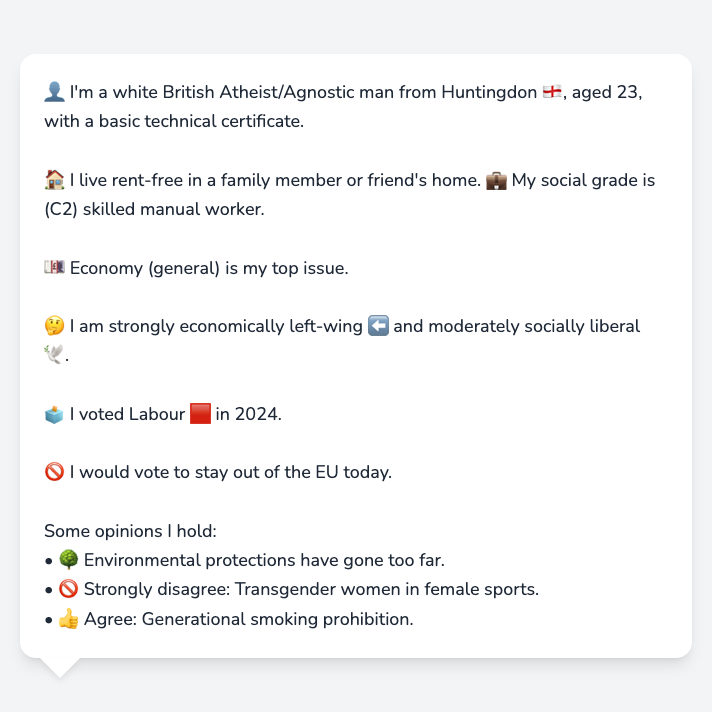 👤 I'm a white British Atheist/Agnostic man from Huntingdon 🏴󠁧󠁢󠁥󠁮󠁧󠁿, aged 23,
with a basic technical certificate.
🏠 I live rent-free in a family member or friend's home. 💼 My social grade is
(C2) skilled manual worker.
💷 Economy (general) is my top issue.
🤔 I am strongly economically left-wing ⬅️ and moderately socially liberal
🕊️.
🗳️ I voted Labour 🟥 in 2024.
🚫 I would vote to stay out of the EU today.
Some opinions I hold:
• 🌳 Environmental protections have gone too far.
• 🚫 Strongly disagree: Transgender women in female sports.
• 👍 Agree: Generational smoking prohibition.